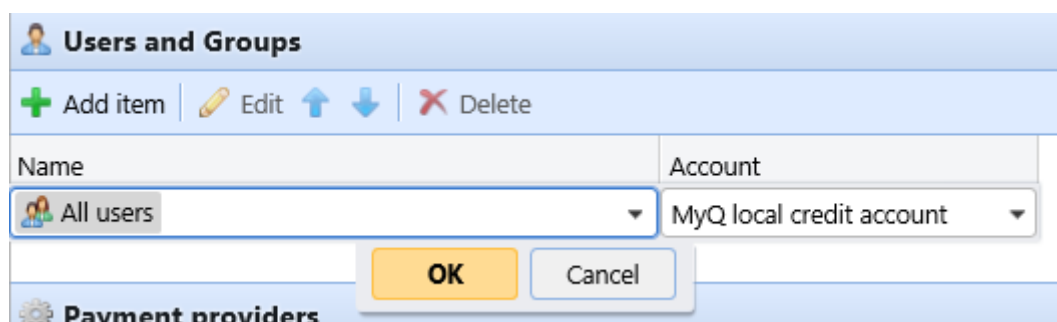 Users and Groups
Add item Edit Delete
Name Account
All users MyQ local credit account
OK Cancel
Payment providers